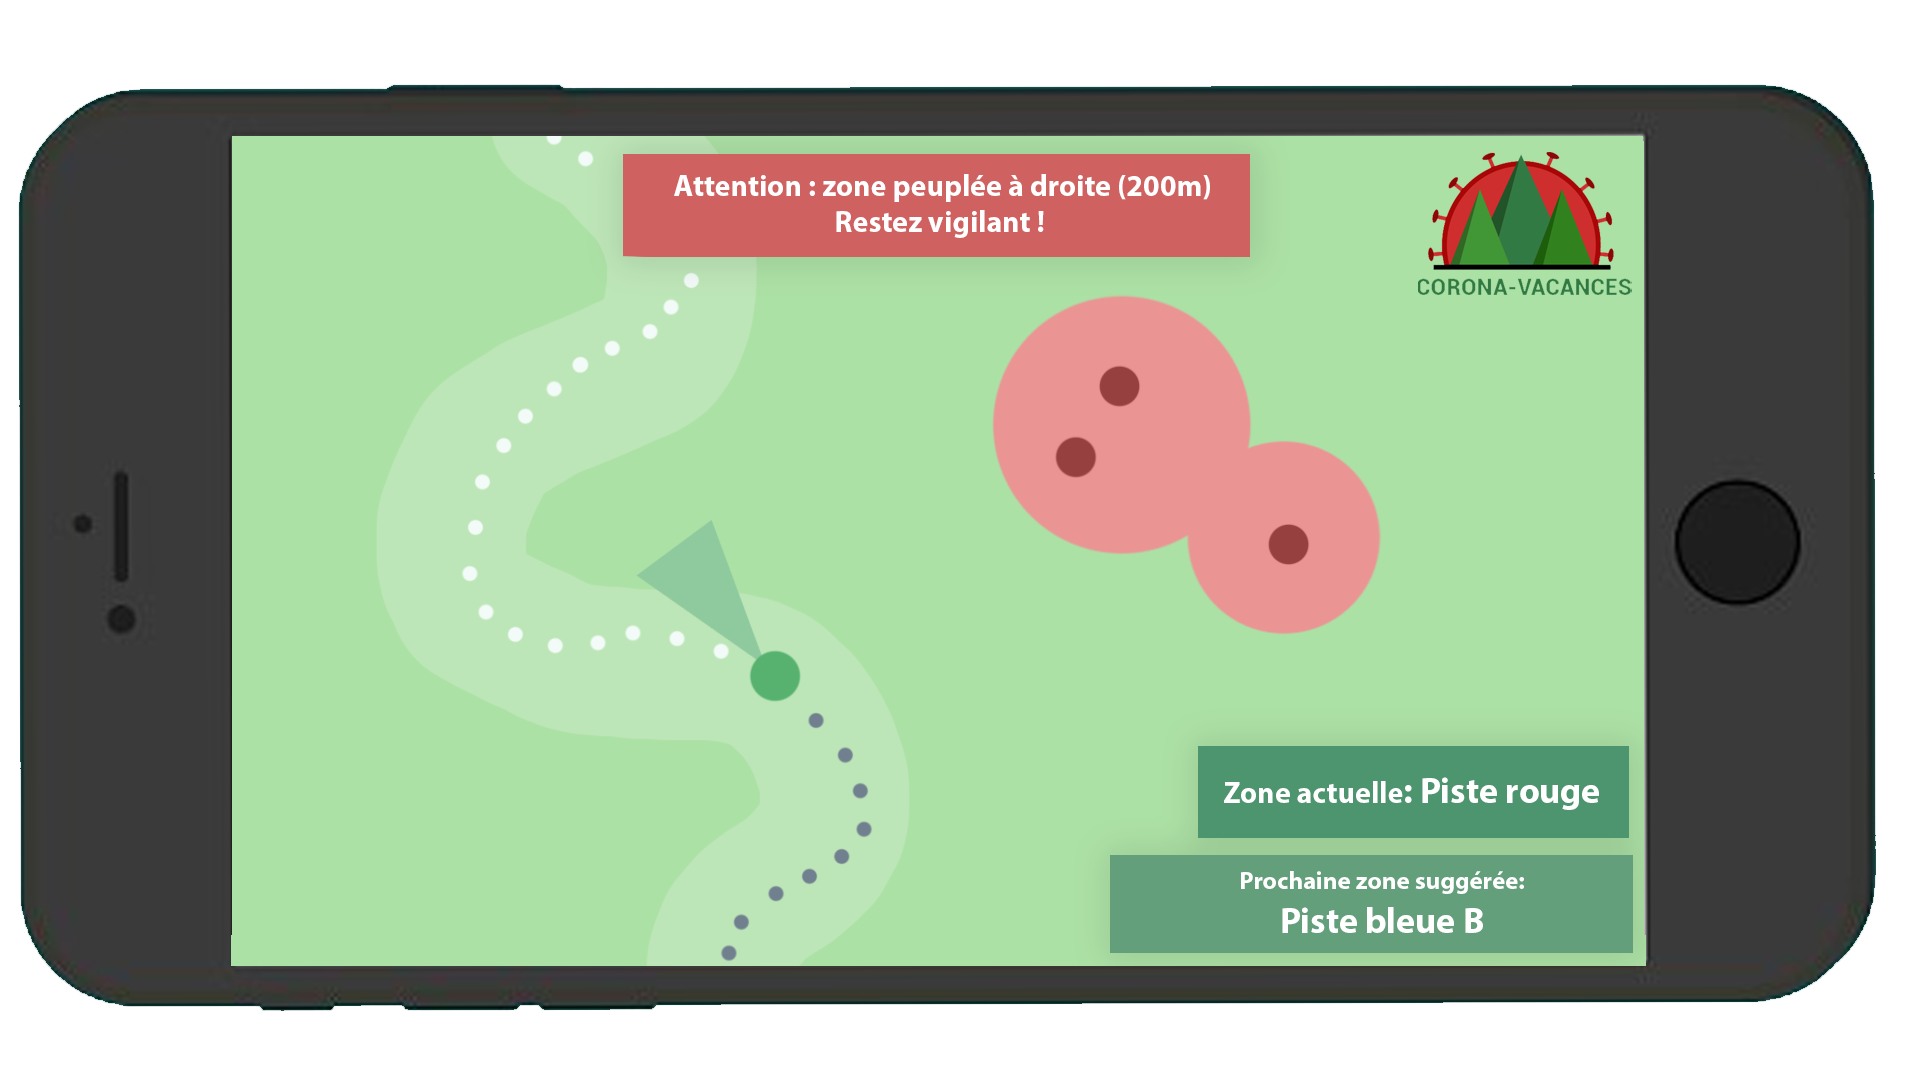 Attention : zone peuplée à droite (200m)
Restez vigilant !
CORONA-VACANCES
Zone actuelle: Piste rouge
Prochaine zone suggérée:
Piste bleue B